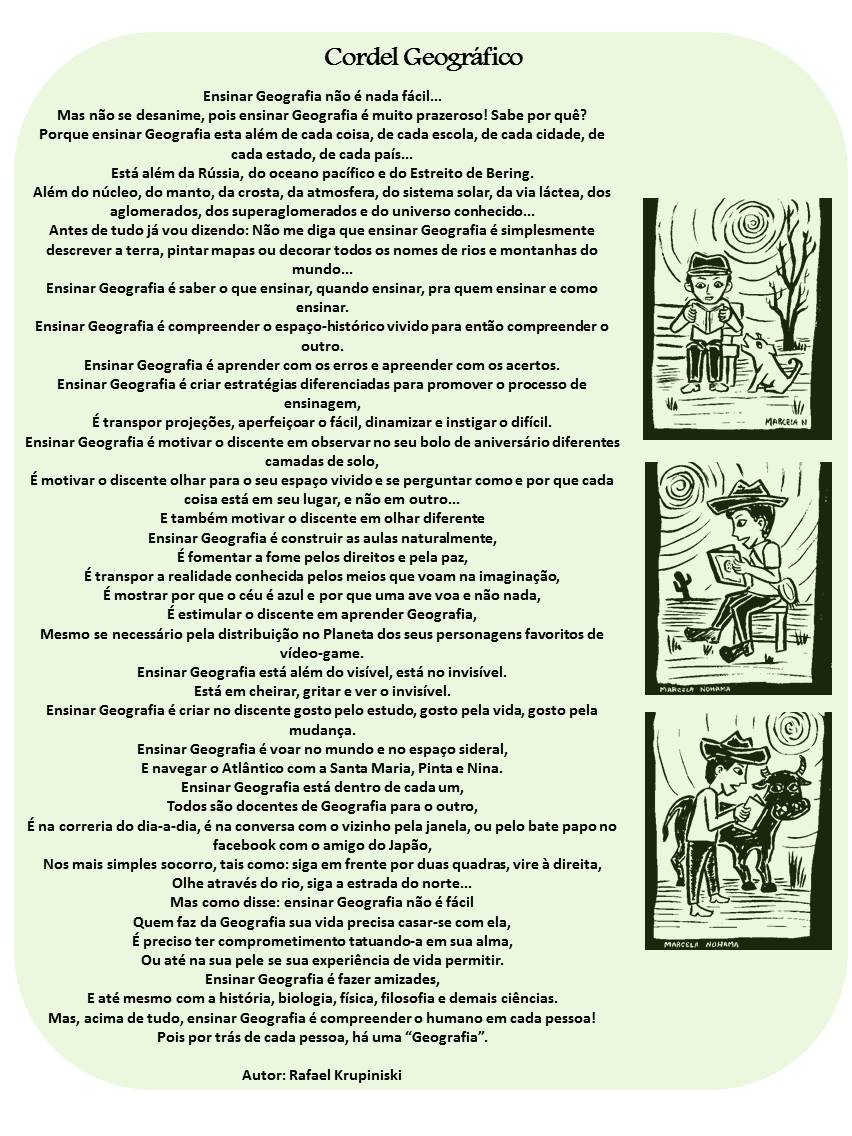 Cordel Geográfico
Ensinar Geografia não é nada fácil...
Mas não se desanime, pois ensinar Geografia é muito prazeroso! Sabe por quê?
Porque ensinar Geografia esta além de cada coisa, de cada escola, de cada cidade, de
cada estado, de cada país...
Está além da Rússia, do oceano pacífico e do Estreito de Bering.
Além do núcleo, do manto, da crosta, da atmosfera, do sistema solar, da via láctea, dos
aglomerados, dos superaglomerados e do universo conhecido...
Antes de tudo já vou dizendo: Não me diga que ensinar Geografia é simplesmente
descrever a terra, pintar mapas ou decorar todos os nomes de rios e montanhas do
mundo...
Ensinar Geografia é saber o que ensinar, quando ensinar, pra quem ensinar e como
ensinar.
Ensinar Geografia é compreender o espaço-histórico vivido para então compreender o
outro.
Ensinar Geografia é aprender com os erros e apreender com os acertos.
Ensinar Geografia é criar estratégias diferenciadas para promover o processo de
ensinagem,
É transpor projeções, aperfeiçoar o fácil, dinamizar e instigar o difícil.
Ensinar Geografia é motivar o discente em observar no seu bolo de aniversário diferentes
camadas de solo,
É motivar o discente olhar para o seu espaço vivido e se perguntar como e por que cada
coisa está em seu lugar, e não em outro...
E também motivar o discente em olhar diferente
Ensinar Geografia é construir as aulas naturalmente,
É fomentar a fome pelos direitos e pela paz,
É transpor a realidade conhecida pelos meios que voam na imaginação,
É mostrar por que o céu é azul e por que uma ave voa e não nada,
É estimular o discente em aprender Geografia,
Mesmo se necessário pela distribuição no Planeta dos seus personagens favoritos de
vídeo-game.
Ensinar Geografia está além do visível, está no invisível.
Está em cheirar, gritar e ver o invisível.
Ensinar Geografia é criar no discente gosto pelo estudo, gosto pela vida, gosto pela
mudança.
Ensinar Geografia é voar no mundo e no espaço sideral,
E navegar o Atlântico com a Santa Maria, Pinta e Nina.
Ensinar Geografia está dentro de cada um,
Todos são docentes de Geografia para o outro,
É na correria do dia-a-dia, é na conversa com o vizinho pela janela, ou pelo bate papo no
facebook com o amigo do Japão,
Nos mais simples socorro, tais como: siga em frente por duas quadras, vire à direita,
Olhe através do rio, siga a estrada do norte...
Mas como disse: ensinar Geografia não é fácil
Quem faz da Geografia sua vida precisa casar-se com ela,
É preciso ter comprometimento tatuando-a em sua alma,
Ou até na sua pele se sua experiência de vida permitir.
Ensinar Geografia é fazer amizades,
E até mesmo com a história, biologia, física, filosofia e demais ciências.
Mas, acima de tudo, ensinar Geografia é compreender o humano em cada pessoa!
Pois por trás de cada pessoa, há uma “Geografia”.
Autor: Rafael Krupiniski
MARCELA N
MARCELA NOHAMA
MARCELA NOHAMA